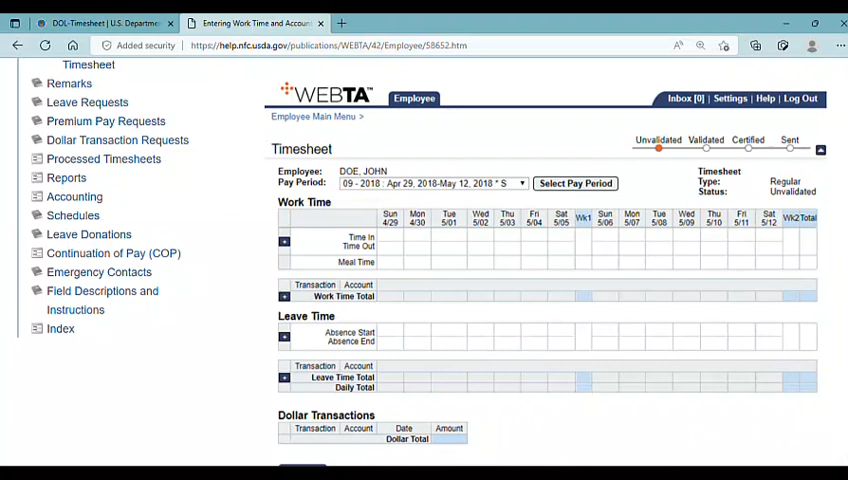 DOL-Timesheet | U.S. Departme
Entering Work Time and Accoun
Added security
https://help.nfc.usda.gov/publications/WEBTA/42/Employee/58652.htm
Timesheet
Remarks
Leave Requests
Premium Pay Requests
Dollar Transaction Requests
Processed Timesheets
Reports
Accounting
Schedules
Leave Donations
Continuation of Pay (COP)
Emergency Contacts
Field Descriptions and
Instructions
Index
WEBTA™ Employee Inbox [0] | Settings | Help | Log Out
Employee Main Menu >
Unvalidated Validated Certified Sent
Timesheet
Employee: DOE, JOHN
Pay Period: 09 - 2018 : Apr 29, 2018-May 12, 2018 * S Select Pay Period
Timesheet
Type: Regular
Status: Unvalidated
Work Time
Sun Mon Tue Wed Thu Fri Sat Wk1 Sun Mon Tue Wed Thu Fri Sat Wk2 Total
4/29 4/30 5/01 5/02 5/03 5/04 5/05 5/06 5/07 5/08 5/09 5/10 5/11 5/12
Time In
Time Out
Meal Time
Transaction Account
Work Time Total
Leave Time
Absence Start
Absence End
Transaction Account
Leave Time Total
Daily Total
Dollar Transactions
Transaction Account Date Amount
Dollar Total